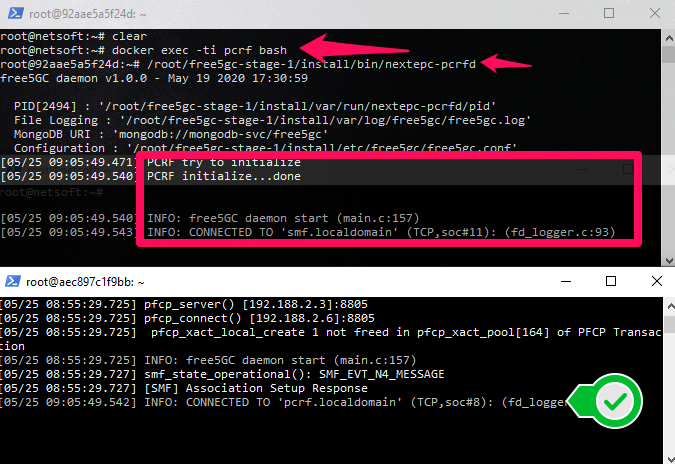 root@92aae5a5f24d: ~
root@netsoft:~# clear
root@netsoft:~# docker exec -ti pcrf bash
root@92aae5a5f24d:~# /root/free5gc-stage-1/install/bin/nextepc-pcrfd
free5GC daemon v1.0.0 - May 19 2020 17:30:59
PID[2494] : '/root/free5gc-stage-1/install/var/run/nextepc-pcrfd/pid'
File Logging : '/root/free5gc-stage-1/install/var/log/free5gc/free5gc.log'
MongoDB URI : 'mongodb://mongodb-svc/free5gc'
Configuration : '/root/free5gc-stage-1/install/etc/free5gc/free5gc.conf'
[05/25 09:05:49.471] PCRF try to initialize
[05/25 09:05:49.540] PCRF initialize...done
root@netsoft:~#
[05/25 09:05:49.540] INFO: free5GC daemon start (main.c:157)
[05/25 09:05:49.543] INFO: CONNECTED TO 'smf.localdomain' (TCP,soc#11): (fd_logger.c:93)
root@aec897c1f9bb: ~
[05/25 08:55:29.725] pfcp_server() [192.188.2.3]:8805
[05/25 08:55:29.725] pfcp_connect() [192.188.2.6]:8805
[05/25 08:55:29.725]  pfcp_xact_local_create 1 not freed in pfcp_xact_pool[164] of PFCP Transac
tion
[05/25 08:55:29.725] INFO: free5GC daemon start (main.c:157)
[05/25 08:55:29.727] smf_state_operational(): SMF_EVT_N4_MESSAGE
[05/25 08:55:29.727] [SMF] Association Setup Response
[05/25 09:05:49.542] INFO: CONNECTED TO 'pcrf.localdomain' (TCP,soc#8): (fd_logge